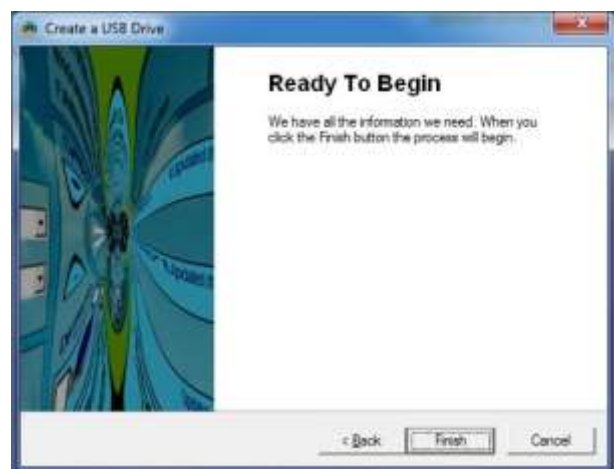 Create a USB Drive
Ready To Begin
We have all the information we need. When you
click the Finish button the process will begin.
< Back
Finish
Cancel